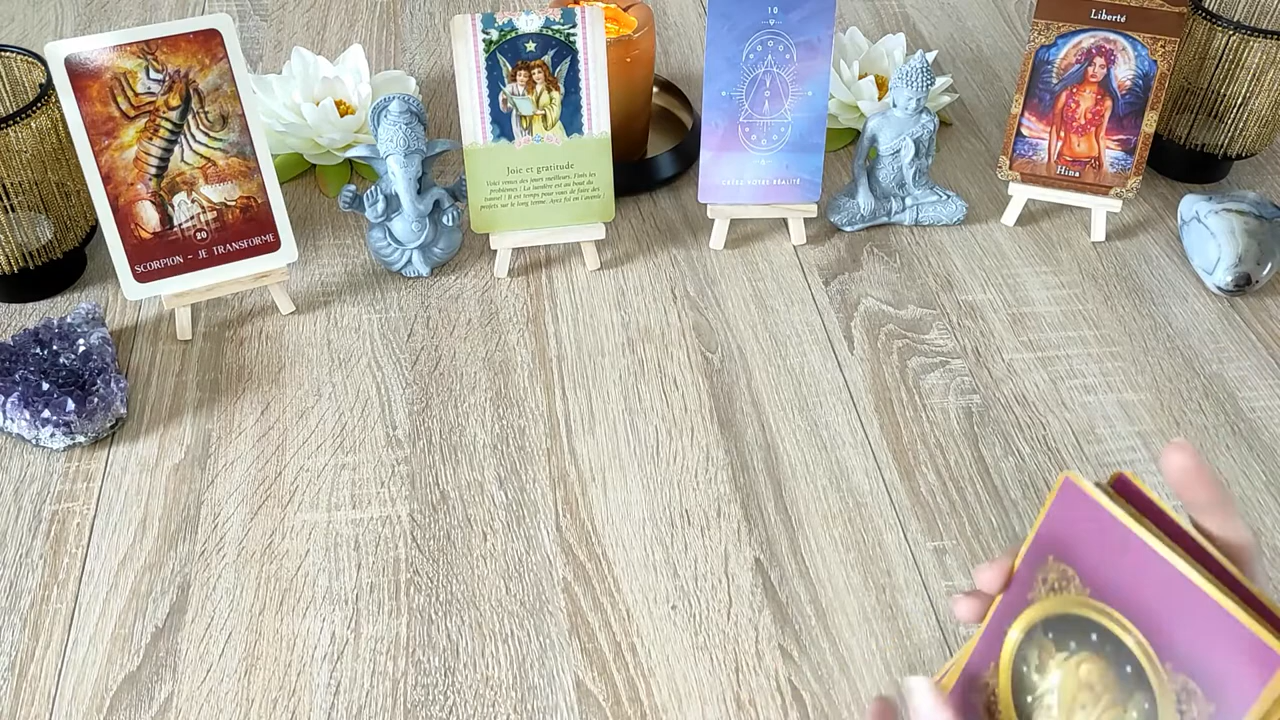 20
SCORPION - JE TRANSFORME
17
Joie et gratitude
Voici venus des jours meilleurs. Finis les
problèmes ! La lumière est au bout du
tunnel ! Il est temps pour vous de faire des
projets sur le long terme. Ayez foi en l'avenir !
10
CRÉEZ VOTRE RÉALITÉ
Liberté
Hina